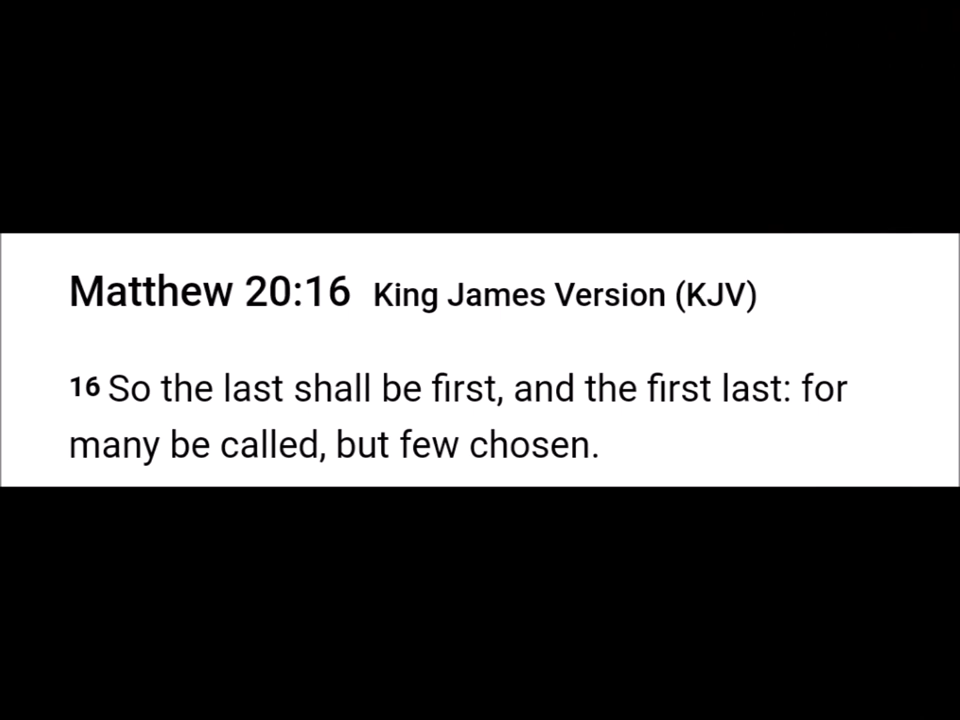 Matthew 20:16 King James Version (KJV)
16 So the last shall be first, and the first last: for
many be called, but few chosen.